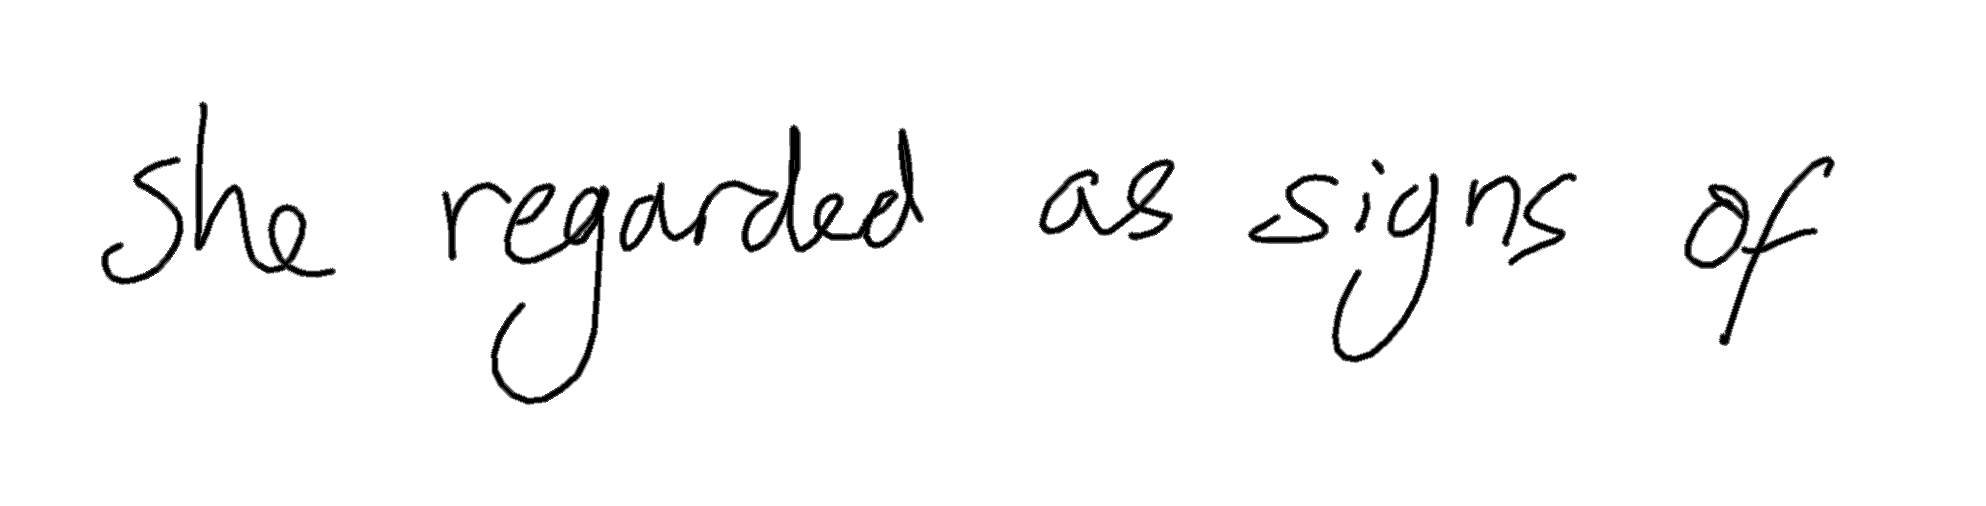 she regarded as signs of